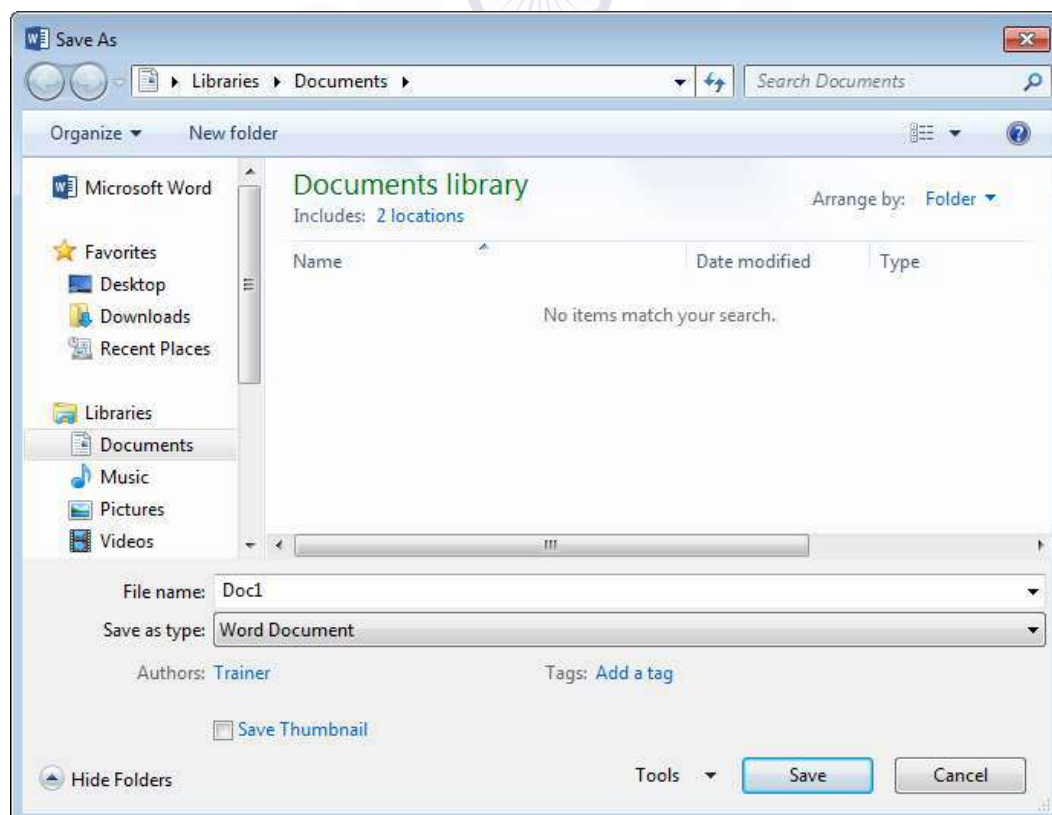 Save As
Libraries Documents
Search Documents
Organize New folder
Microsoft Word
Favorites
Desktop
Downloads
Recent Places
Libraries
Documents
Music
Pictures
Videos
Documents library
Includes: 2 locations
Arrange by: Folder
Name Date modified Type
No items match your search.
File name: Doc1
Save as type: Word Document
Authors: Trainer Tags: Add a tag
Save Thumbnail
Hide Folders Tools Save Cancel